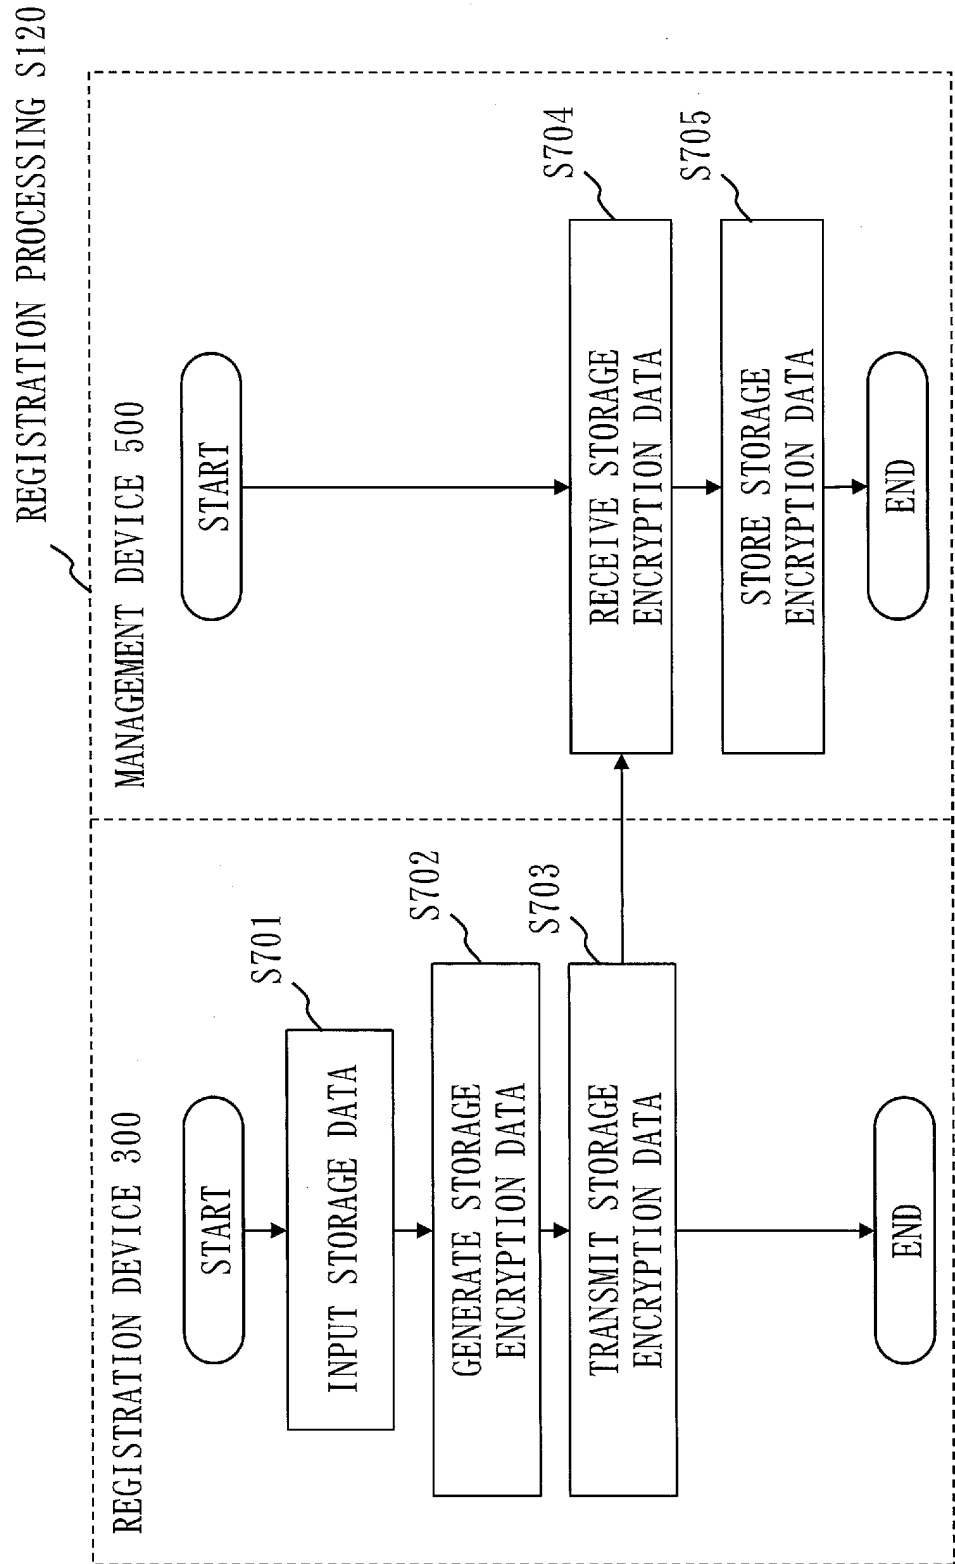 REGISTRATION PROCESSING S120
REGISTRATION DEVICE 300
START
S701
INPUT STORAGE DATA
S702
GENERATE STORAGE
ENCRYPTION DATA
S703
TRANSMIT STORAGE
ENCRYPTION DATA
END
MANAGEMENT DEVICE 500
START
S704
RECEIVE STORAGE
ENCRYPTION DATA
S705
STORE STORAGE
ENCRYPTION DATA
END